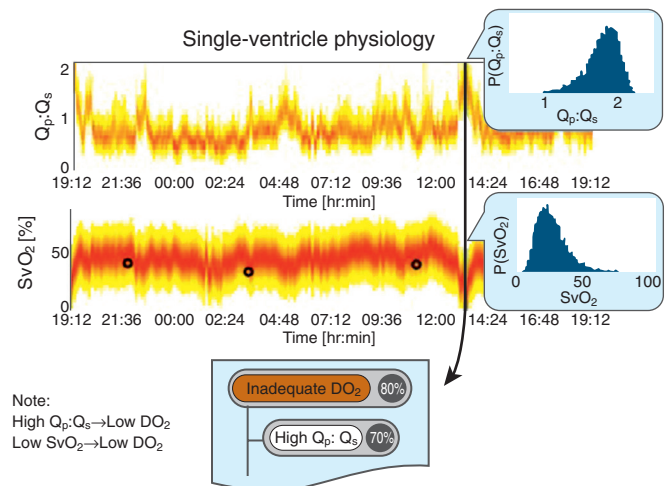 Single-ventricle physiology
Qp:Qs
2
1
0
19:12 21:36 00:00 02:24 04:48 07:12 09:36 12:00 14:24 16:48 19:12
Time [hr:min]
P(Qp:Qs)
1 2
Qp:Qs
SvO2 [%]
50
0
19:12 21:36 00:00 02:24 04:48 07:12 09:36 12:00 14:24 16:48 19:12
Time [hr:min]
P(SvO2)
0 50 100
SvO2
Inadequate DO2 80%
High Qp: Qs 70%
Note:
High Qp:Qs→Low DO2
Low SvO2→Low DO2